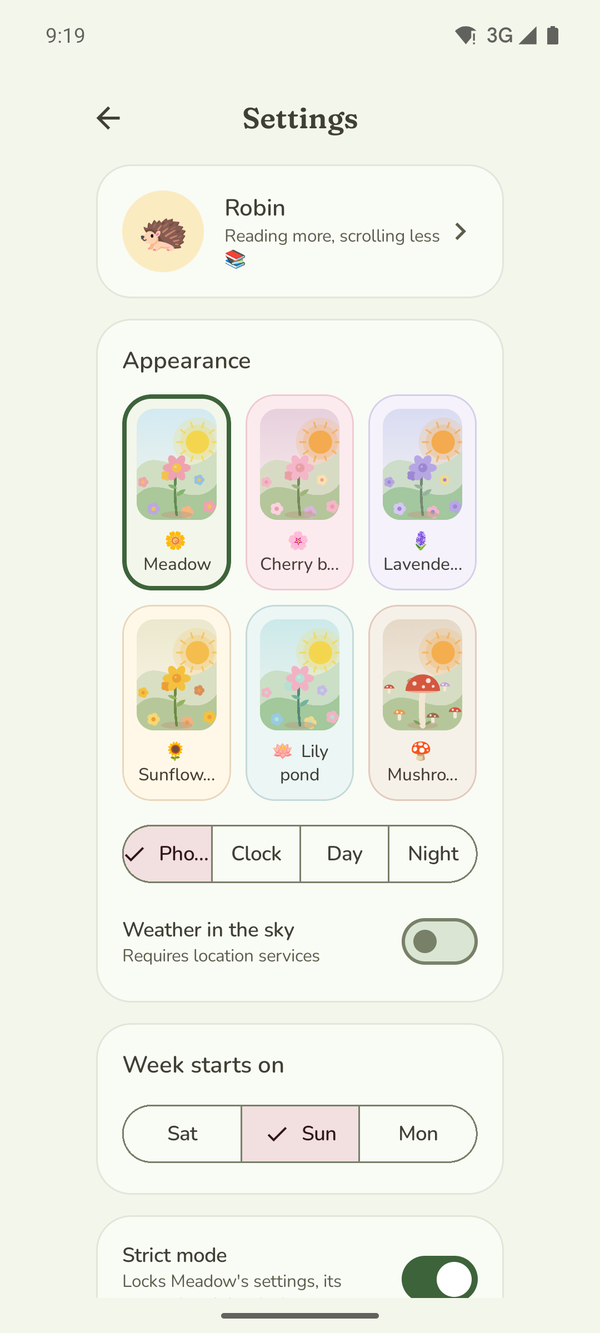 9:19
3G
Settings
Robin
Reading more, scrolling less
📚
Appearance
Meadow
Cherry b...
Lavende...
Sunflow...
Lily
pond
Mushro...
Pho...
Clock
Day
Night
Weather in the sky
Requires location services
Week starts on
Sat
Sun
Mon
Strict mode
Locks Meadow's settings, its